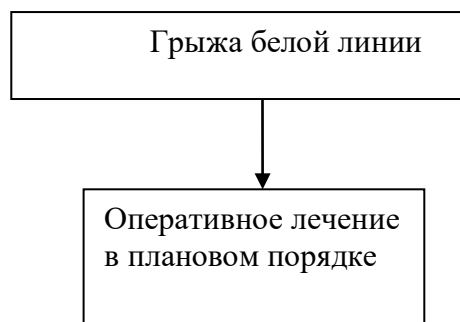 Грыжа белой линии
Оперативное лечение
в плановом порядке